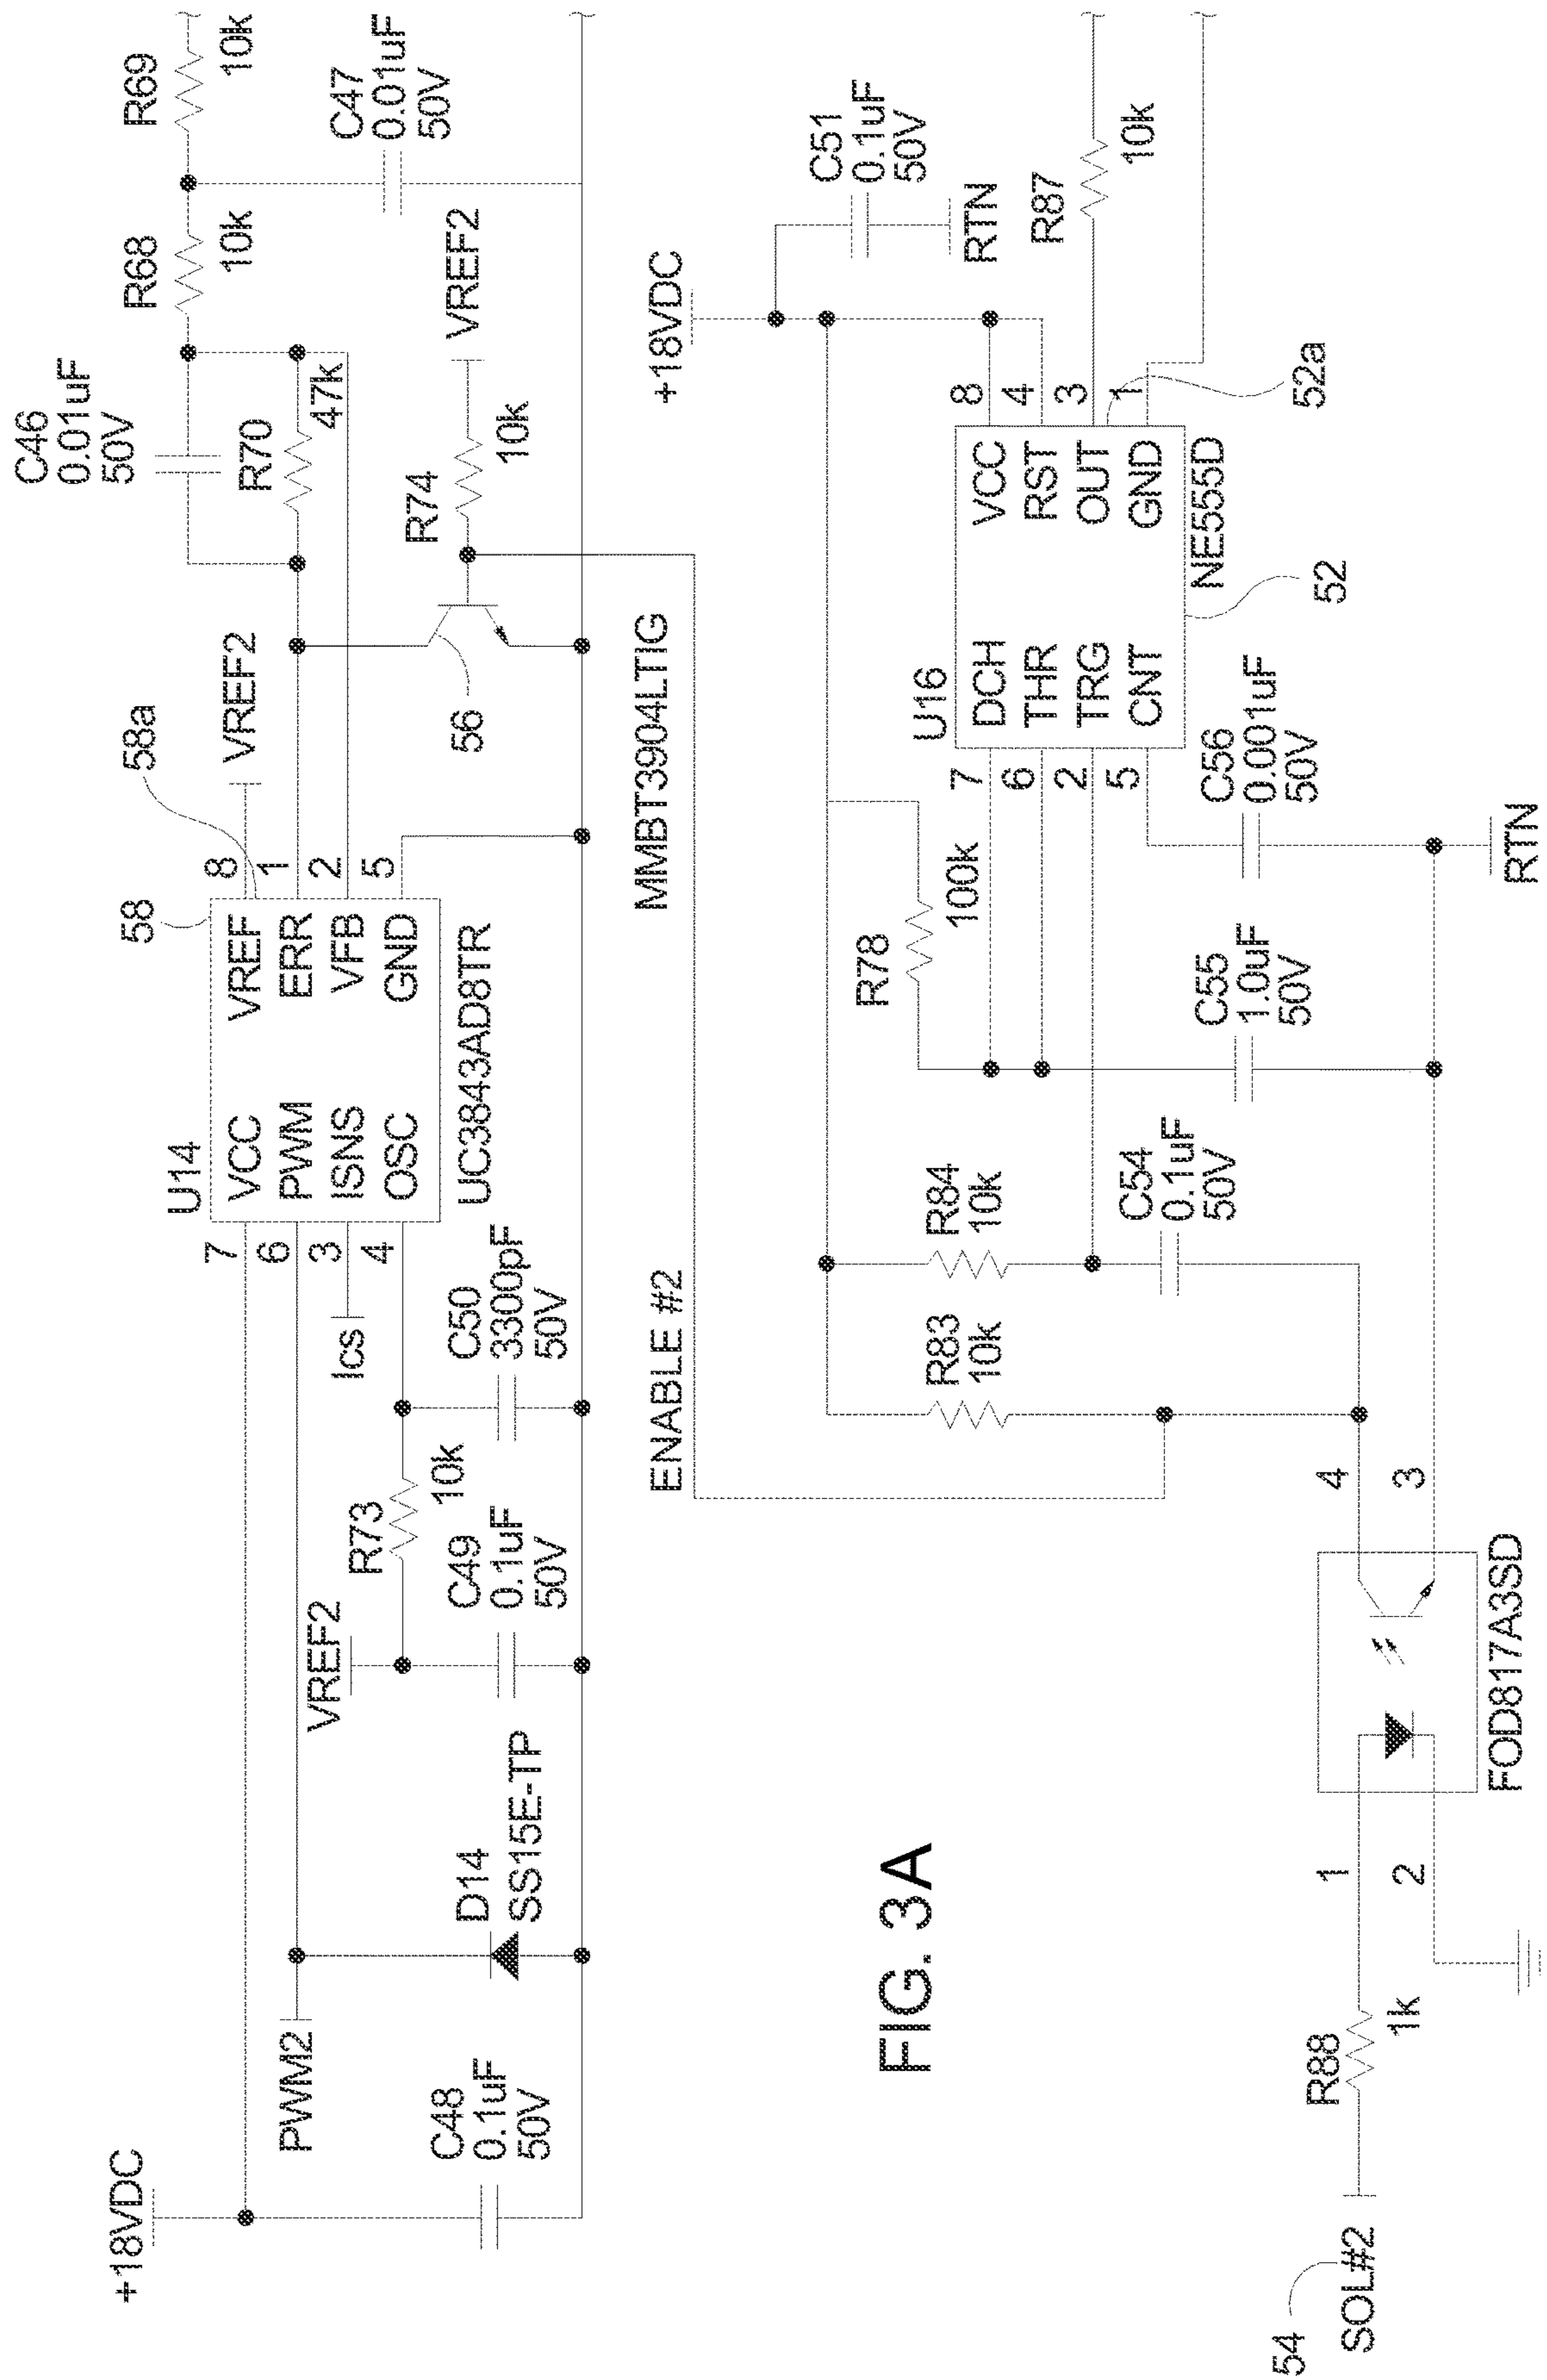 +18VDC
C48
0.1uF
50V
PWM2
D14
SS15E-TP
VREF2
C49
0.1uF
50V
R73
10k
C50
3300pF
50V
Ics
7
6
3
4
U14
VCC
PWM
ISNS
OSC
VREF
ERR
VFB
GND
UC3843AD8TR
58
8
1
2
5
58a
VREF2
56
MMBT3904LTIG
R74
10k
VREF2
C46
0.01uF
50V
R70
47k
R68
10k
R69
10k
C47
0.01uF
50V
ENABLE #2
+18VDC
C51
0.1uF
50V
RTN
R83
10k
R84
10k
C54
0.1uF
50V
R78
100k
C55
1.0uF
50V
C56
0.001uF
50V
RTN
7
6
2
5
U16
DCH
THR
TRG
CNT
VCC
RST
OUT
GND
NE555D
8
4
3
1
52
52a
R87
10k
54
SOL#2
R88
1k
1
2
4
3
FOD817A3SD
FIG. 3A